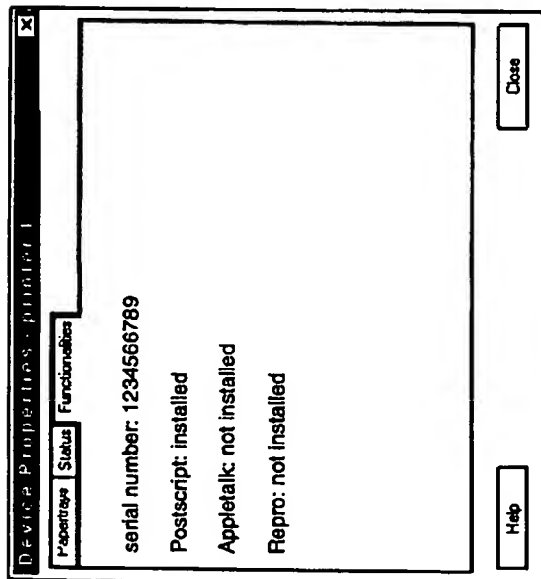 Device Properties - printer 1
Papertrays Status Functionalities
serial number: 1234566789
Postscript: installed
Appletalk: not installed
Repro: not installed
Help Close